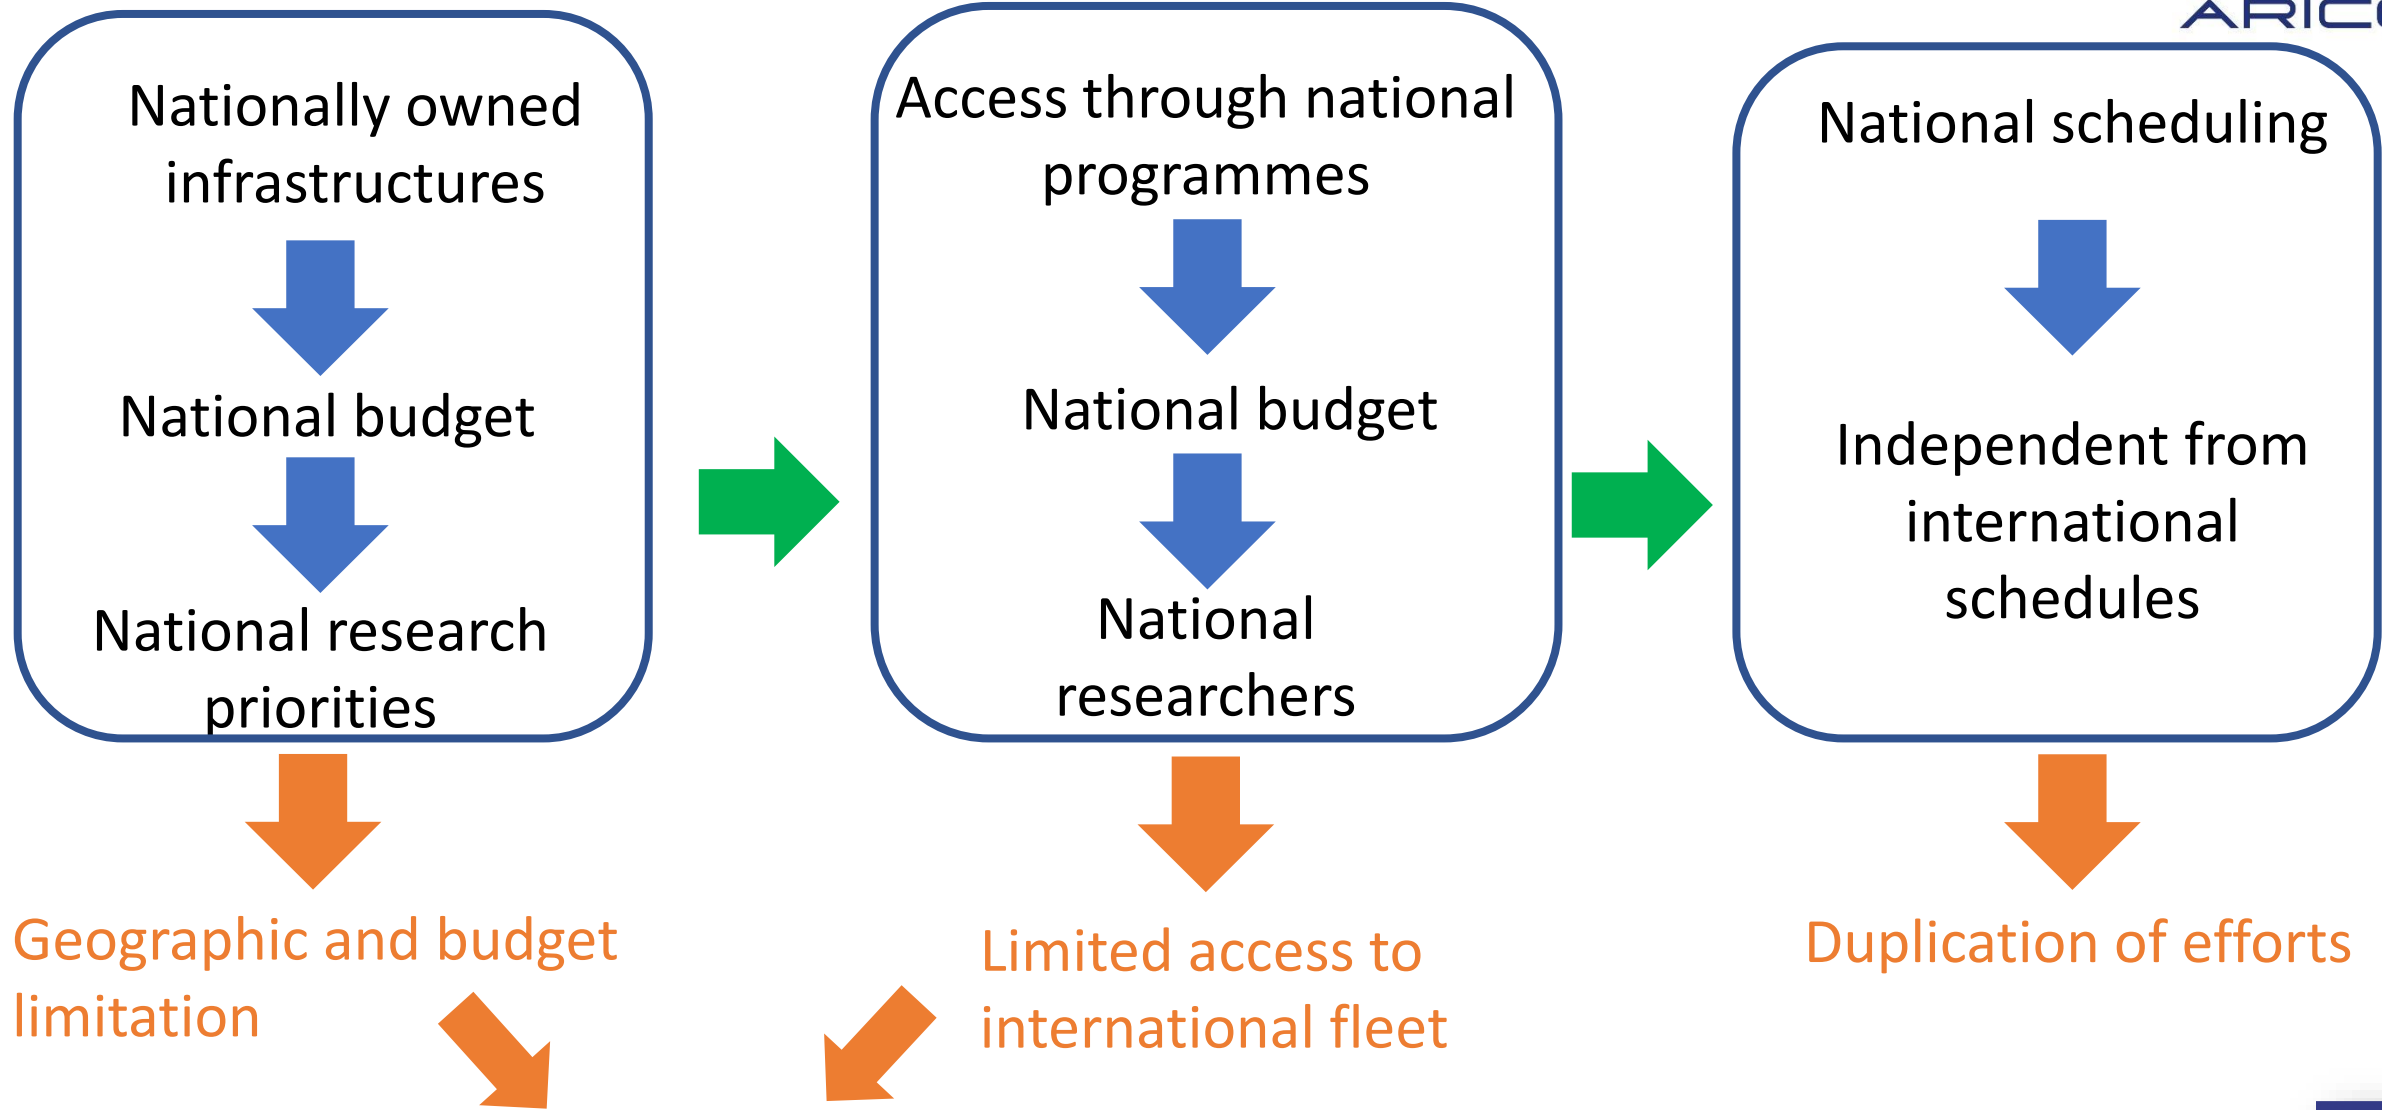 ARICE
Nationally owned
infrastructures
National budget
National research
priorities
Access through national
programmes
National budget
National
researchers
National scheduling
Independent from
international
schedules
Geographic and budget
limitation
Limited access to
international fleet
Duplication of efforts